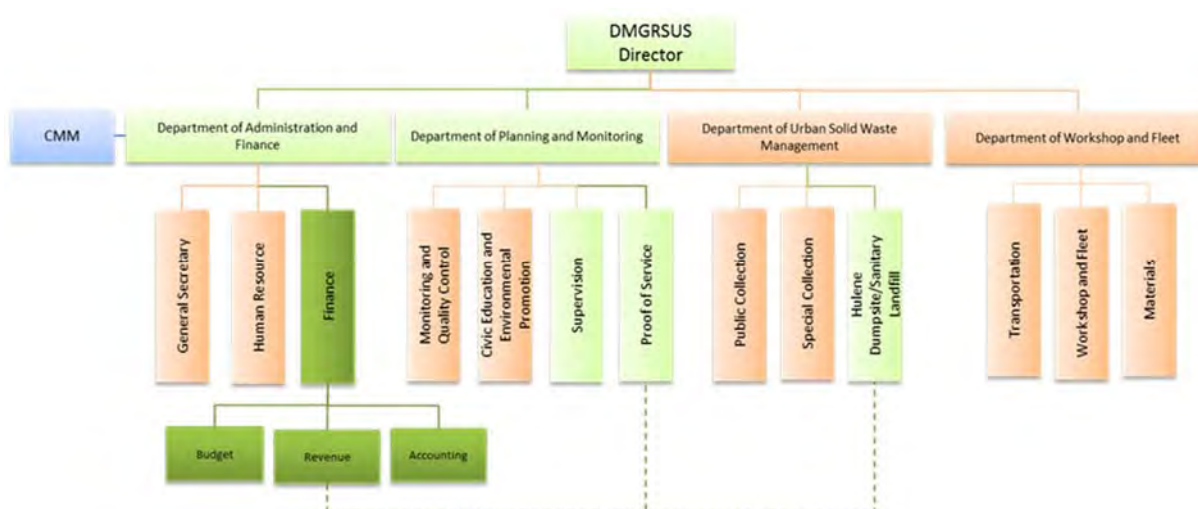 DMGRSUS
Director
CMM
Department of Administration and
Finance
Department of Planning and Monitoring
Department of Urban Solid Waste
Management
Department of Workshop and Fleet
General Secretary
Human Resource
Finance
Monitoring and
Quality Control
Civic Education and
Environmental
Promotion
Supervision
Proof of Service
Public Collection
Special Collection
Hulene
Dumpsite/Sanitary
Landfill
Transportation
Workshop and Fleet
Materials
Budget
Revenue
Accounting